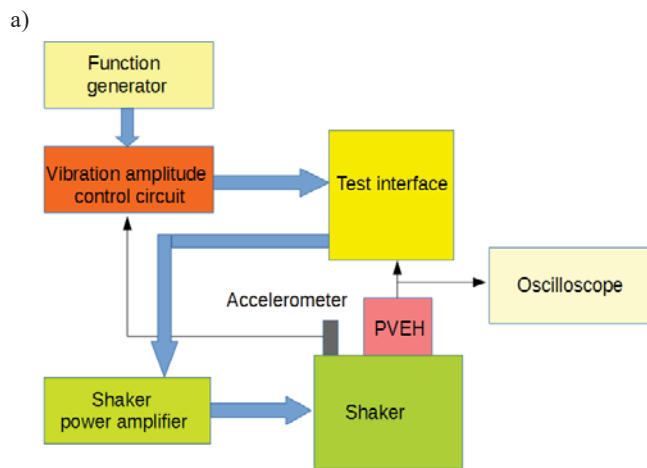 a)
Function
generator
Vibration amplitude
control circuit
Test interface
Oscilloscope
Accelerometer
PVEH
Shaker
power amplifier
Shaker